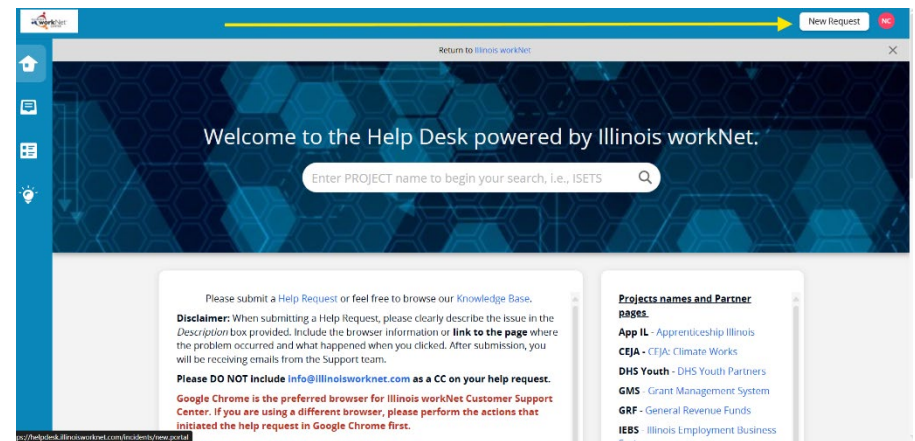 workNet
New Request
NC
Return to Illinois workNet
Welcome to the Help Desk powered by Illinois workNet.
Enter PROJECT name to begin your search, i.e., ISETS
Please submit a Help Request or feel free to browse our Knowledge Base.
Disclaimer: When submitting a Help Request, please clearly describe the issue in the
Description box provided. Include the browser information or link to the page where
the problem occurred and what happened when you clicked. After submission, you
will be receiving emails from the Support team.
Please DO NOT include info@illinoisworknet.com as a CC on your help request.
Google Chrome is the preferred browser for Illinois workNet Customer Support
Center. If you are using a different browser, please perform the actions that
initiated the help request in Google Chrome first.
Projects names and Partner
pages
App IL - Apprenticeship Illinois
CEJA - CEJA: Climate Works
DHS Youth - DHS Youth Partners
GMS - Grant Management System
GRF - General Revenue Funds
IEBS - Illinois Employment Business
ps://helpdesk.illinoisworknet.com/incidents/new.portal